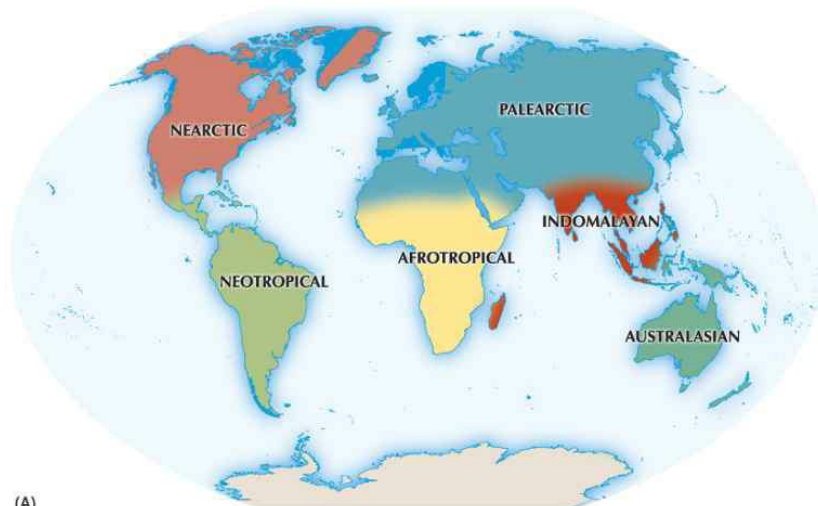 NEARCTIC
PALEARCTIC
INDOMALAYAN
AFROTROPICAL
NEOTROPICAL
AUSTRALASIAN
(A)